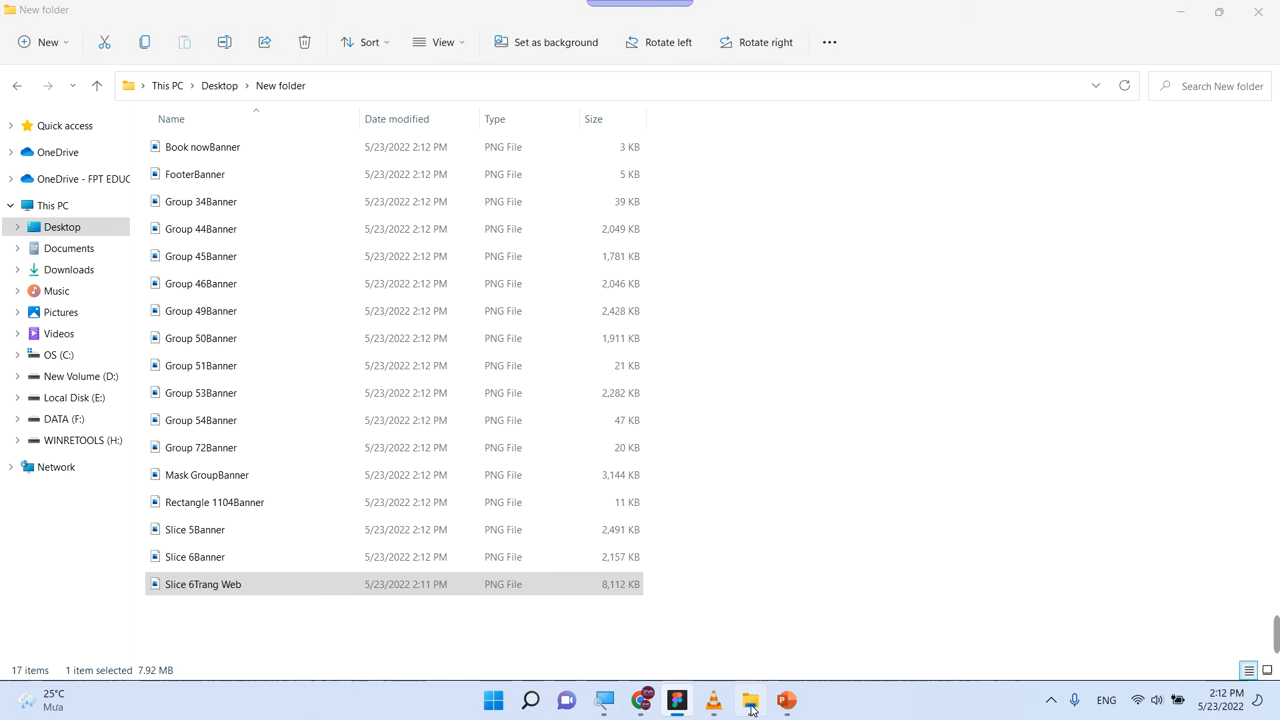 New folder
New
Sort
View
Set as background
Rotate left
Rotate right
This PC > Desktop > New folder
Search New folder
Name Date modified Type Size
Quick access
OneDrive
OneDrive - FPT EDUC
This PC
Desktop
Documents
Downloads
Music
Pictures
Videos
OS (C:)
New Volume (D:)
Local Disk (E:)
DATA (F:)
WINRETOOLS (H:)
Network
Book nowBanner 5/23/2022 2:12 PM PNG File 3 KB
FooterBanner 5/23/2022 2:12 PM PNG File 5 KB
Group 34Banner 5/23/2022 2:12 PM PNG File 39 KB
Group 44Banner 5/23/2022 2:12 PM PNG File 2,049 KB
Group 45Banner 5/23/2022 2:12 PM PNG File 1,781 KB
Group 46Banner 5/23/2022 2:12 PM PNG File 2,046 KB
Group 49Banner 5/23/2022 2:12 PM PNG File 2,428 KB
Group 50Banner 5/23/2022 2:12 PM PNG File 1,911 KB
Group 51Banner 5/23/2022 2:12 PM PNG File 21 KB
Group 53Banner 5/23/2022 2:12 PM PNG File 2,282 KB
Group 54Banner 5/23/2022 2:12 PM PNG File 47 KB
Group 72Banner 5/23/2022 2:12 PM PNG File 20 KB
Mask GroupBanner 5/23/2022 2:12 PM PNG File 3,144 KB
Rectangle 1104Banner 5/23/2022 2:12 PM PNG File 11 KB
Slice 5Banner 5/23/2022 2:12 PM PNG File 2,491 KB
Slice 6Banner 5/23/2022 2:12 PM PNG File 2,157 KB
Slice 6Trang Web 5/23/2022 2:11 PM PNG File 8,112 KB
17 items 1 item selected 7.92 MB
25°C
Mưa
ENG
2:12 PM
5/23/2022